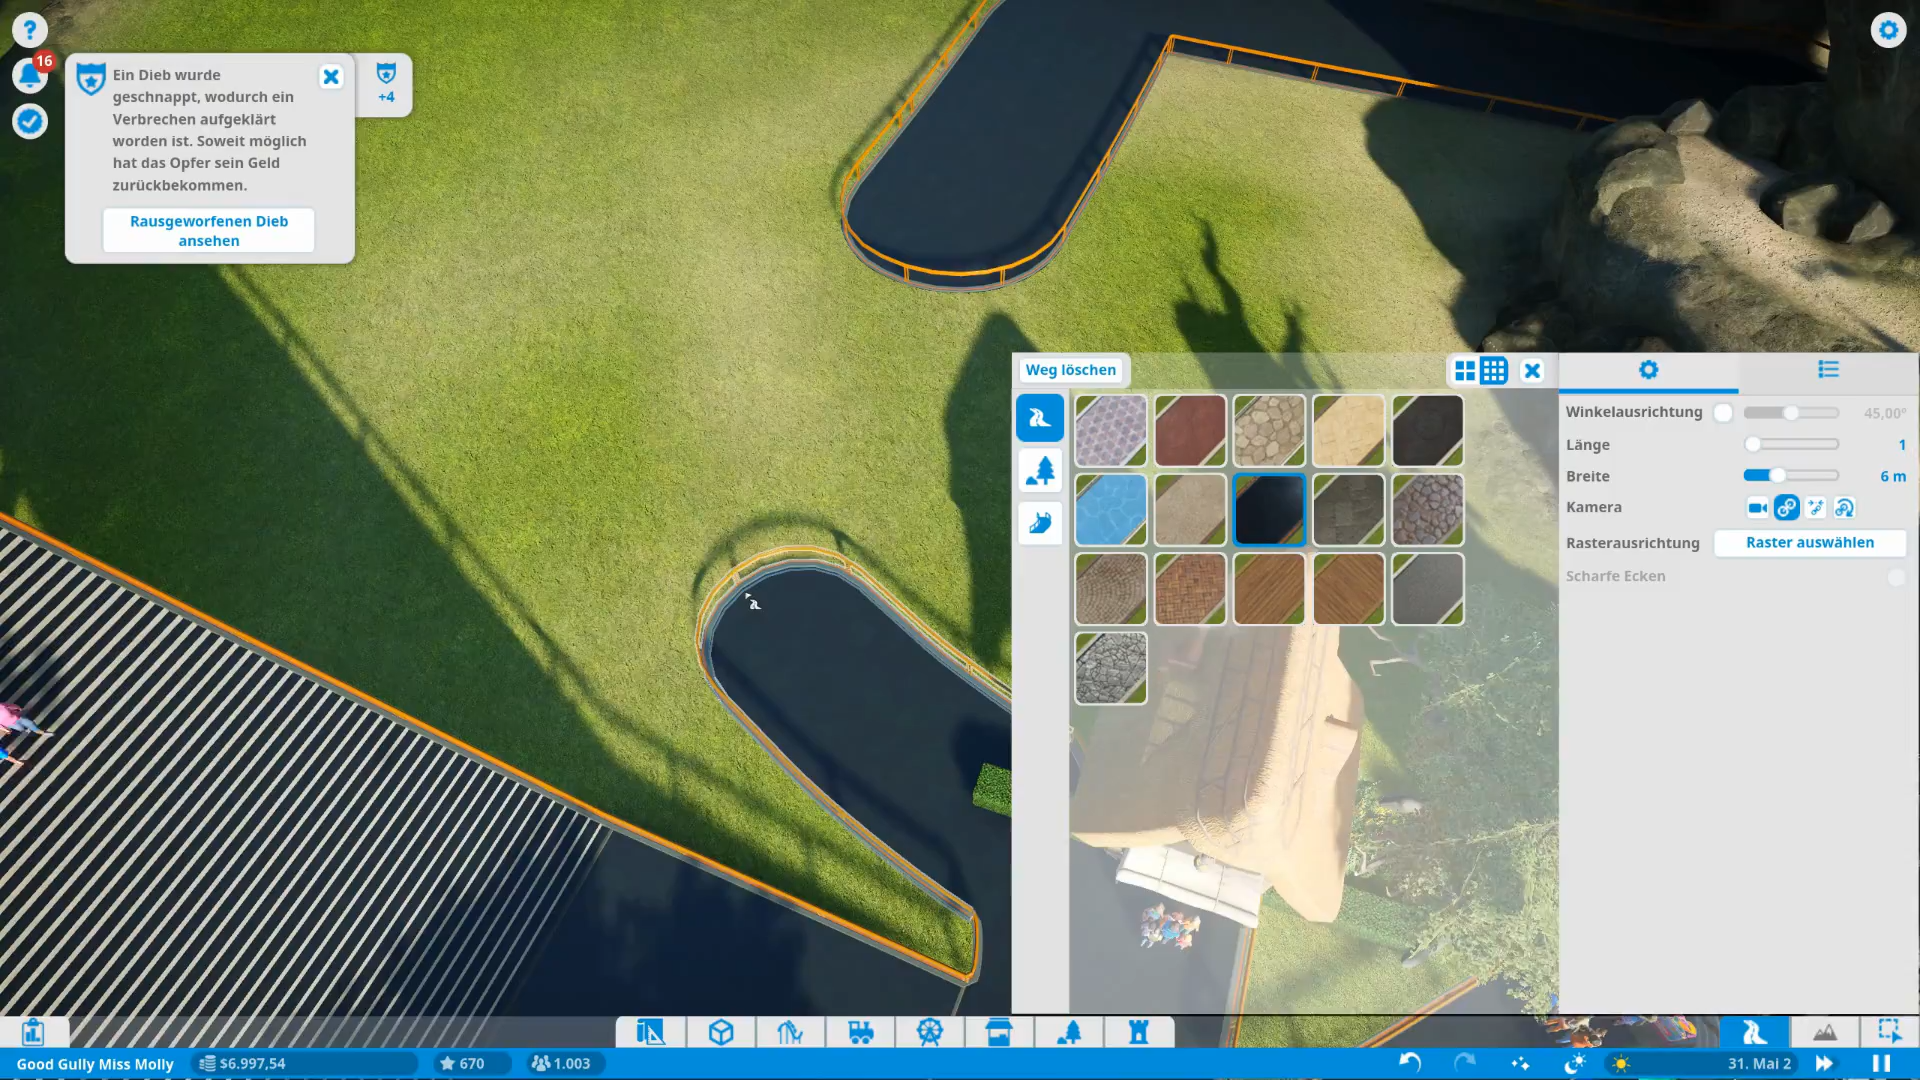 16
Ein Dieb wurde
geschnappt, wodurch ein
Verbrechen aufgeklärt
worden ist. Soweit möglich
hat das Opfer sein Geld
zurückbekommen.
Rausgeworfenen Dieb
ansehen
+4
Weg löschen
Winkelausrichtung 45,00°
Länge 1
Breite 6 m
Kamera
Rasterausrichtung Raster auswählen
Scharfe Ecken
Good Gully Miss Molly $6.997,54 670 1.003 31. Mai 2